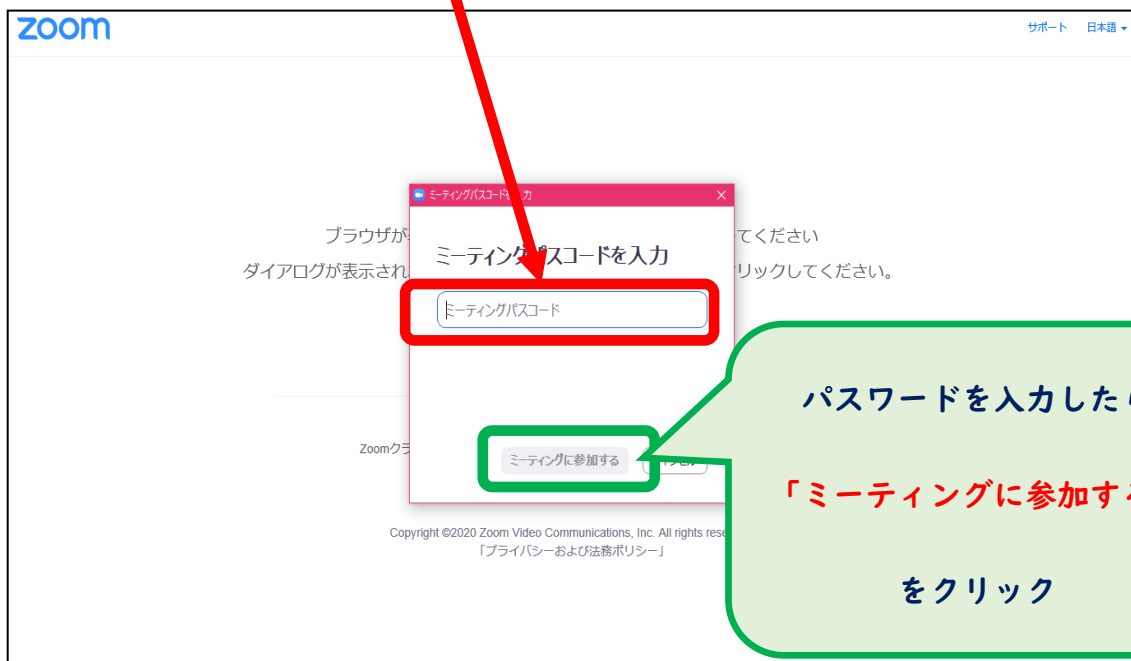 zoom
サポート 日本語
ミーティングパスコードを入力
ブラウザが
てください
ミーティングパスコードを入力
ダイアログが表示され
リックしてください。
ミーティングパスコード
パスワードを入力した
「ミーティングに参加する
をクリック
Zoomクラ
ミーティングに参加する
Copyright ©2020 Zoom Video Communications, Inc. All rights rese
「プライバシーおよび法務ポリシー」